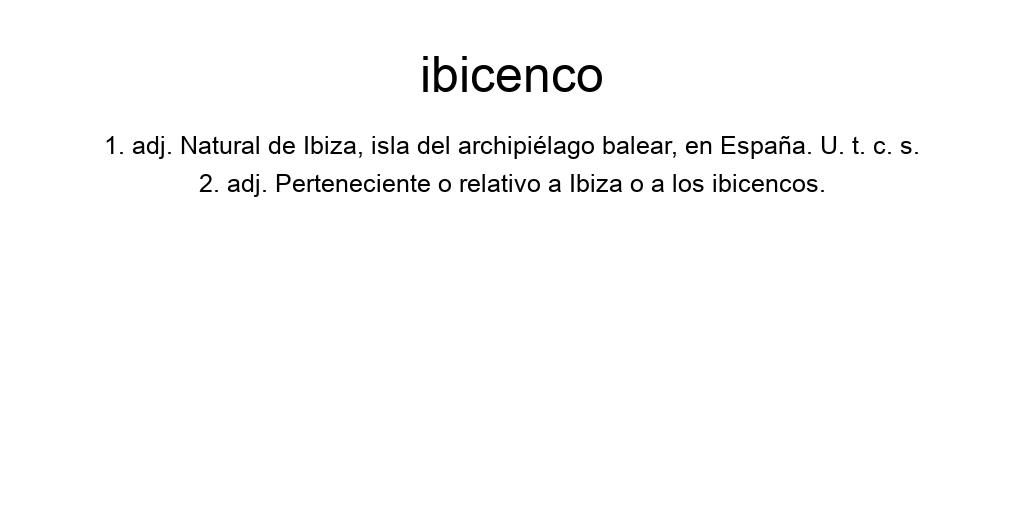 ibicenco
1. adj. Natural de Ibiza, isla del archipiélago balear, en España. U. t. c. s.
2. adj. Perteneciente o relativo a Ibiza o a los ibicencos.